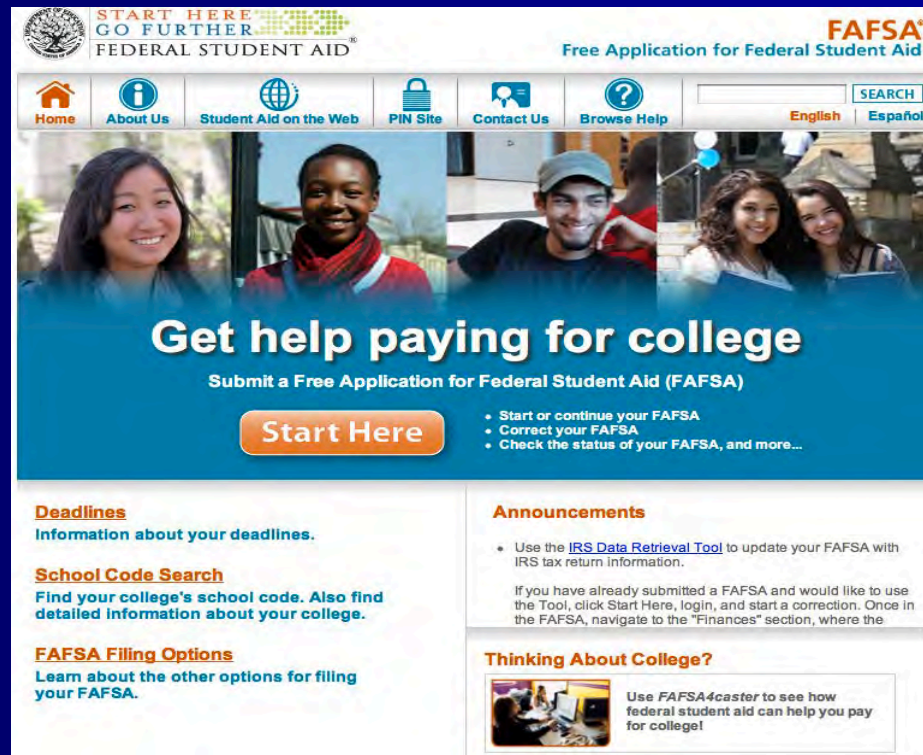 START HERE
GO FURTHER
FEDERAL STUDENT AID®
FAFSA®
Free Application for Federal Student Aid
Home
About Us
Student Aid on the Web
PIN Site
Contact Us
Browse Help
SEARCH
English
Español
Get help paying for college
Submit a Free Application for Federal Student Aid (FAFSA)
Start Here
• Start or continue your FAFSA
• Correct your FAFSA
• Check the status of your FAFSA, and more...
Deadlines
Information about your deadlines.
School Code Search
Find your college's school code. Also find
detailed information about your college.
FAFSA Filing Options
Learn about the other options for filing
your FAFSA.
Announcements
• Use the IRS Data Retrieval Tool to update your FAFSA with
IRS tax return information.
If you have already submitted a FAFSA and would like to use
the Tool, click Start Here, login, and start a correction. Once in
the FAFSA, navigate to the "Finances" section, where the
Thinking About College?
Use FAFSA4caster to see how
federal student aid can help you pay
for college!